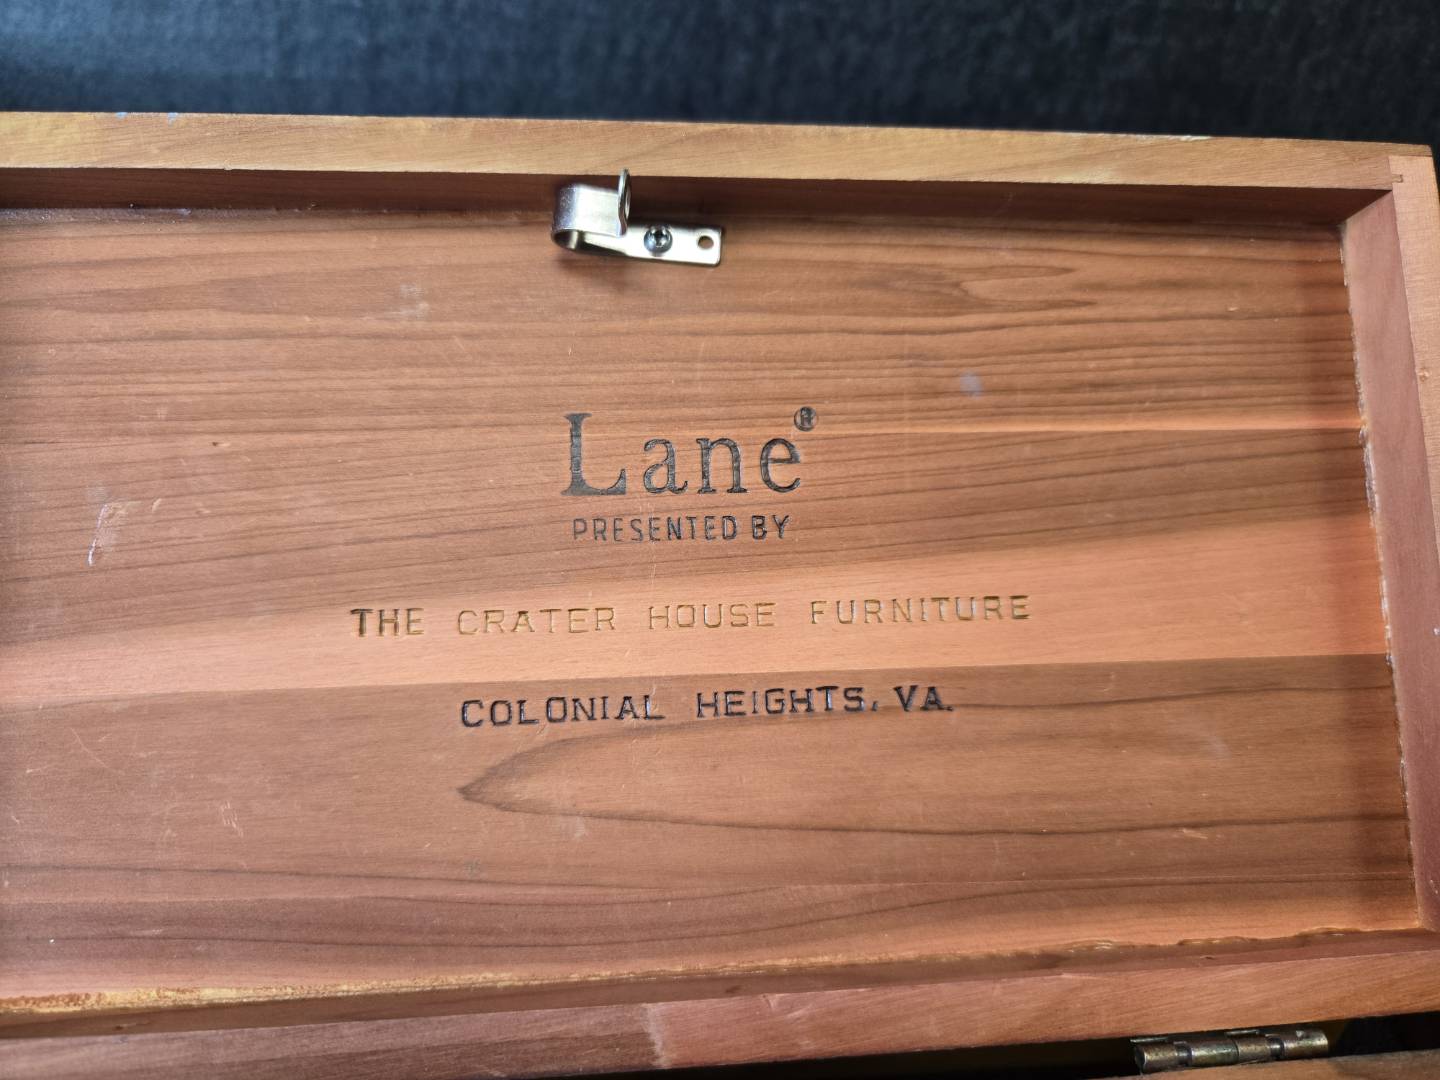 Lane®
PRESENTED BY
THE CRATER HOUSE FURNITURE
COLONIAL HEIGHTS, VA.